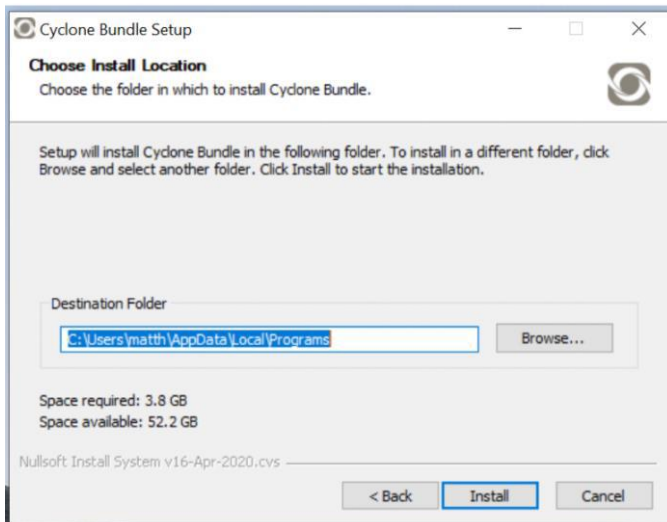 Cyclone Bundle Setup
Choose Install Location
Choose the folder in which to install Cyclone Bundle.
Setup will install Cyclone Bundle in the following folder. To install in a different folder, click
Browse and select another folder. Click Install to start the installation.
Destination Folder
C:\Users\matth\AppData\Local\Programs
Browse...
Space required: 3.8 GB
Space available: 52.2 GB
Nullsoft Install System v16-Apr-2020.cvs
< Back
Install
Cancel